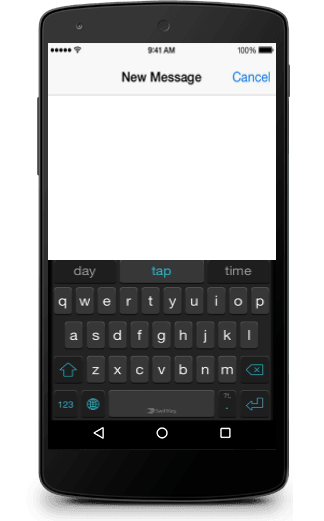 9:41 AM 100%
New Message Cancel
day tap time
q w e r t y u i o p
a s d f g h j k l
z x c v b n m
123 SwiftKey ?!, .